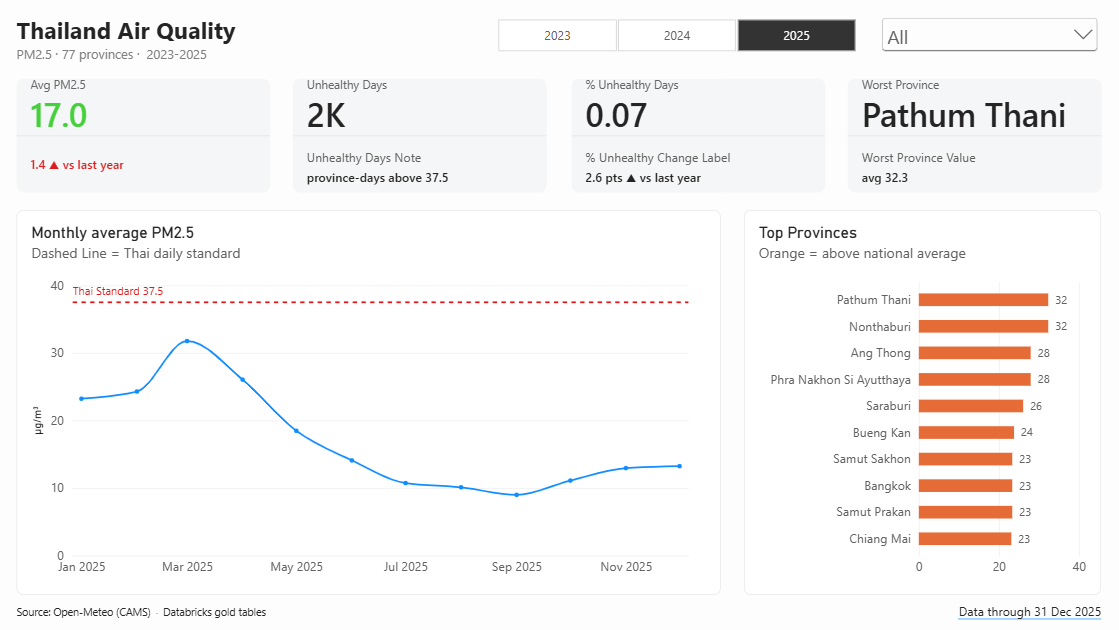 Thailand Air Quality
PM2.5 · 77 provinces · 2023-2025
2023
2024
2025
All
Avg PM2.5
17.0
1.4 ▲ vs last year
Unhealthy Days
2K
Unhealthy Days Note
province-days above 37.5
% Unhealthy Days
0.07
% Unhealthy Change Label
2.6 pts ▲ vs last year
Worst Province
Pathum Thani
Worst Province Value
avg 32.3
Monthly average PM2.5
Dashed Line = Thai daily standard
µg/m³
40
Thai Standard 37.5
30
20
10
0
Jan 2025 Mar 2025 May 2025 Jul 2025 Sep 2025 Nov 2025
Top Provinces
Orange = above national average
Pathum Thani 32
Nonthaburi 32
Ang Thong 28
Phra Nakhon Si Ayutthaya 28
Saraburi 26
Bueng Kan 24
Samut Sakhon 23
Bangkok 23
Samut Prakan 23
Chiang Mai 23
0 20 40
Source: Open-Meteo (CAMS) · Databricks gold tables
Data through 31 Dec 2025